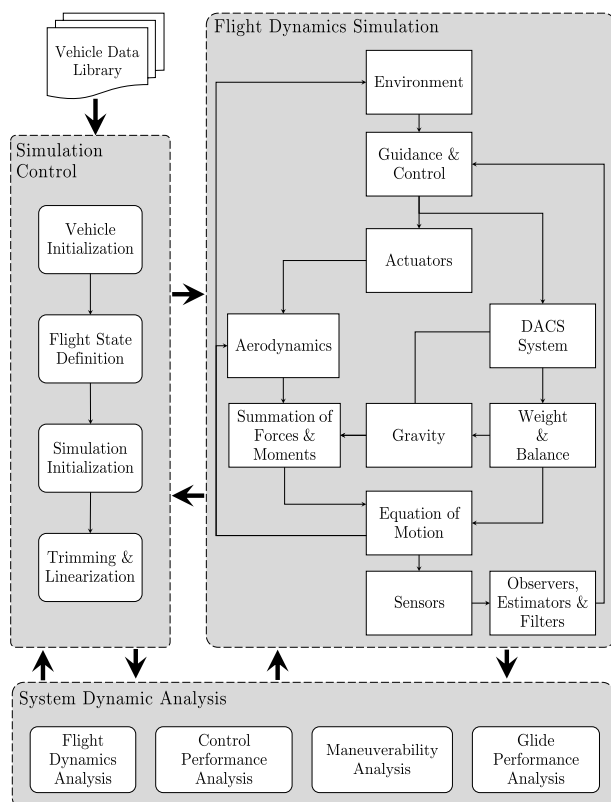 Vehicle Data
Library
Simulation
Control
Vehicle
Initialization
Flight State
Definition
Simulation
Initialization
Trimming &
Linearization
Flight Dynamics Simulation
Environment
Guidance &
Control
Actuators
Aerodynamics
DACS
System
Summation of
Forces &
Moments
Gravity
Weight
&
Balance
Equation of
Motion
Sensors
Observers,
Estimators &
Filters
System Dynamic Analysis
Flight
Dynamics
Analysis
Control
Performance
Analysis
Maneuverability
Analysis
Glide
Performance
Analysis